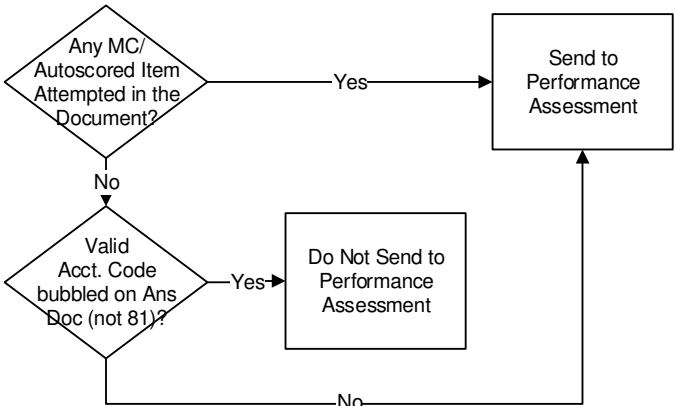 Any MC/
Autoscored Item
Attempted in the
Document?
Yes
Send to
Performance
Assessment
No
Valid
Acct. Code
bubbled on Ans
Doc (not 81)?
Yes
Do Not Send to
Performance
Assessment
No